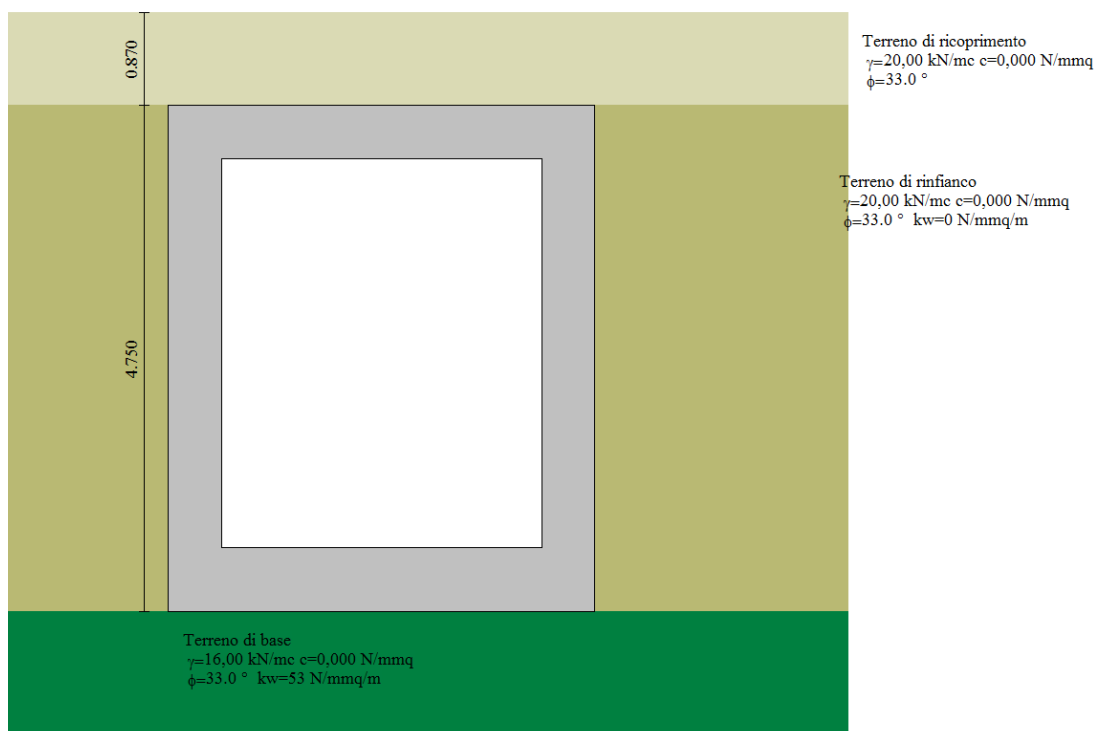 0.870
Terreno di ricoprimento
γ=20,00 kN/mc c=0,000 N/mmq
ϕ=33.0 °
Terreno di rinfianco
γ=20,00 kN/mc c=0,000 N/mmq
ϕ=33.0 ° kw=0 N/mmq/m
4.750
Terreno di base
γ=16,00 kN/mc c=0,000 N/mmq
ϕ=33.0 ° kw=53 N/mmq/m